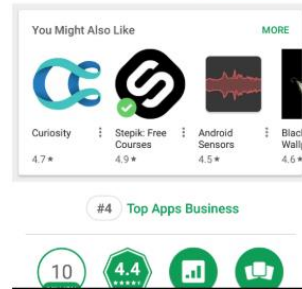 You Might Also Like MORE
Curiosity Stepik: Free Android
Courses Sensors
4.7★ 4.9★ 4.5★ 4.6★
#4 Top Apps Business
10 4.4
★★★★★